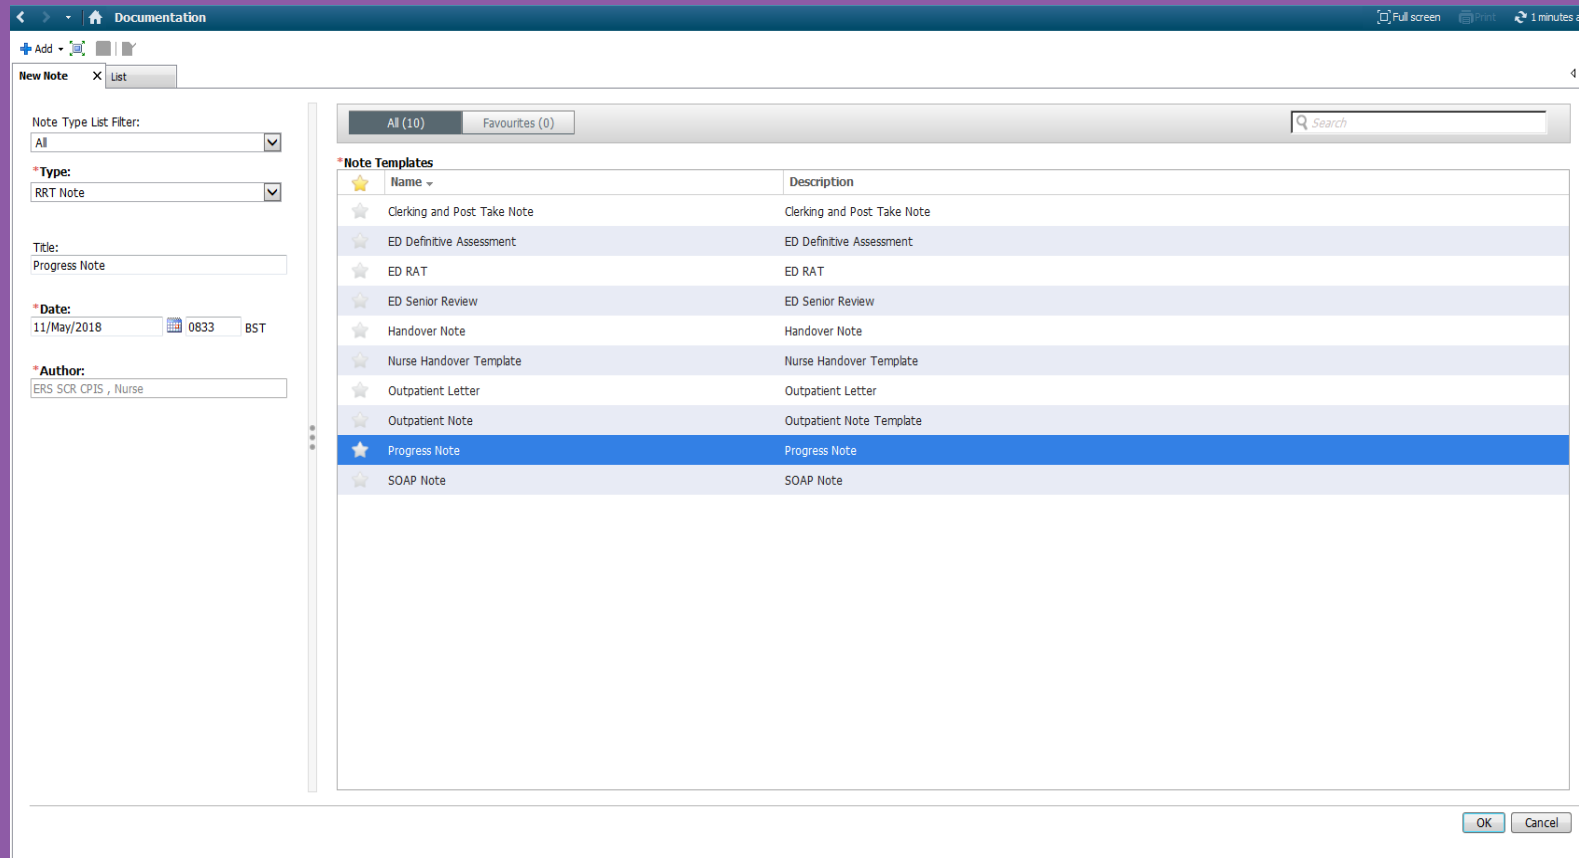 Documentation
Full screen Print 1 minutes a
Add
New Note X List
Note Type List Filter:
All
*Type:
RRT Note
Title:
Progress Note
*Date:
11/May/2018 0833 BST
*Author:
ERS SCR CPIS , Nurse
All (10) Favourites (0) Search
*Note Templates
Name Description
Clerking and Post Take Note Clerking and Post Take Note
ED Definitive Assessment ED Definitive Assessment
ED RAT ED RAT
ED Senior Review ED Senior Review
Handover Note Handover Note
Nurse Handover Template Nurse Handover Template
Outpatient Letter Outpatient Letter
Outpatient Note Outpatient Note Template
Progress Note Progress Note
SOAP Note SOAP Note
OK Cancel